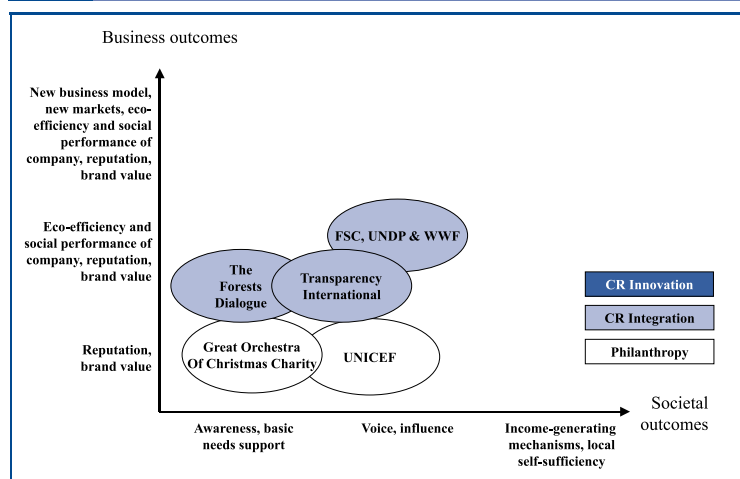 Business outcomes
New business model,
new markets, eco-
efficiency and social
performance of
company, reputation,
brand value
Eco-efficiency and
social performance of
company, reputation,
brand value
Reputation,
brand value
FSC, UNDP & WWF
The
Forests
Dialogue
Transparency
International
Great Orchestra
Of Christmas Charity
UNICEF
CR Innovation
CR Integration
Philanthropy
Societal
outcomes
Awareness, basic
needs support
Voice, influence
Income-generating
mechanisms, local
self-sufficiency